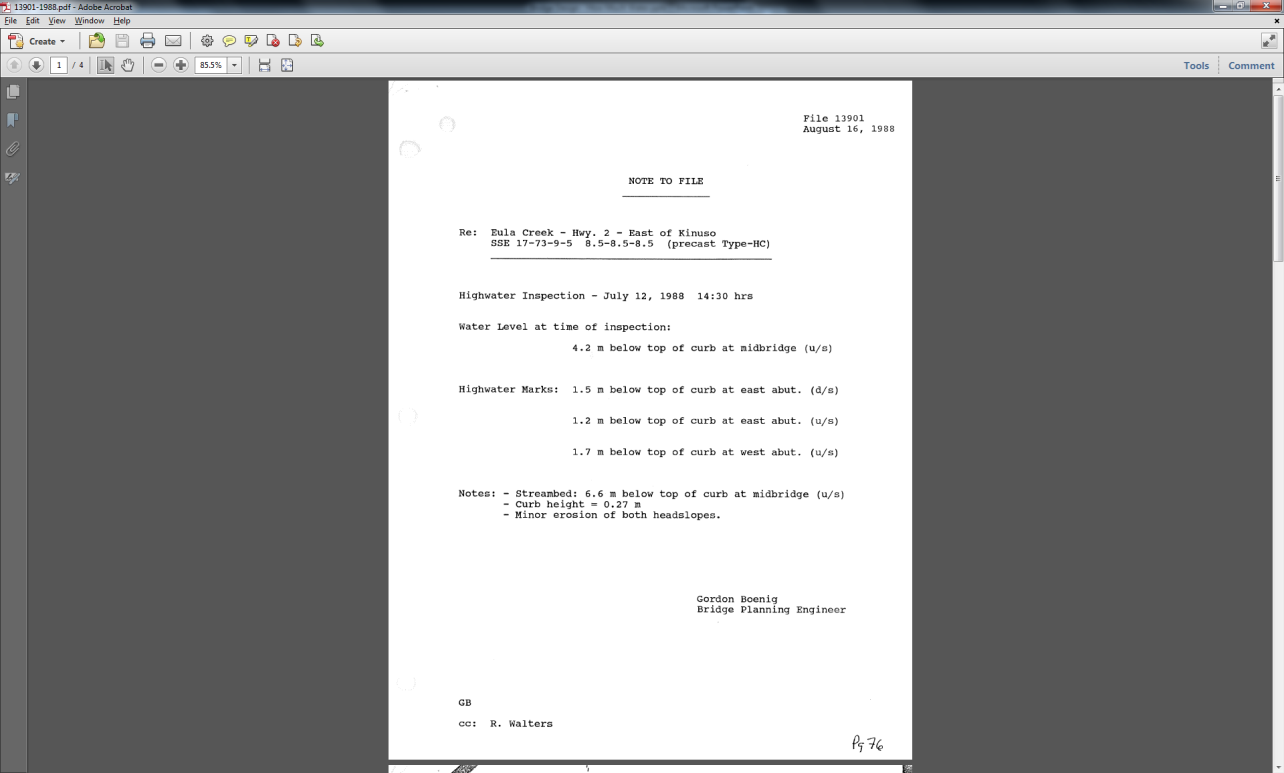 13901-1988.pdf - Adobe Acrobat
File Edit View Window Help
Create
1 / 4 85.5% Tools Comment
File 13901
August 16, 1988
NOTE TO FILE
Re: Eula Creek - Hwy. 2 - East of Kinuso
SSE 17-73-9-5 8.5-8.5-8.5 (precast Type-HC)
Highwater Inspection - July 12, 1988 14:30 hrs
Water Level at time of inspection:
4.2 m below top of curb at midbridge (u/s)
Highwater Marks: 1.5 m below top of curb at east abut. (d/s)
1.2 m below top of curb at east abut. (u/s)
1.7 m below top of curb at west abut. (u/s)
Notes: - Streambed: 6.6 m below top of curb at midbridge (u/s)
- Curb height = 0.27 m
- Minor erosion of both headslopes.
Gordon Boenig
Bridge Planning Engineer
GB
cc: R. Walters
Pg 76